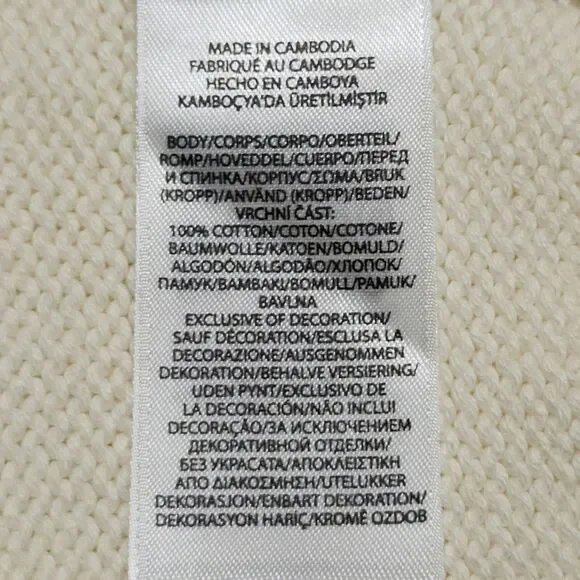 MADE IN CAMBODIA
FABRIQUÉ AU CAMBODGE
HECHO EN CAMBOYA
KAMBOÇYA'DA ÜRETİLMİŞTİR
BODY/CORPS/CORPO/OBERTEIL/
ROMP/HOVEDDEL/CUERPO/ПЕРЕД
И СПИНКА/КОРПУС/ΣΩΜΑ/BRUK
(KROPP)/ANVÄND (KROPP)/BEDEN/
VRCHNÍ ČÁST:
100% COTTON/COTON/COTONE/
BAUMWOLLE/KATOEN/BOMULD/
ALGODÓN/ALGODÃO/ХЛОПОК/
ПАМУК/ΒΑΜΒΑΚΙ/BOMULL/PAMUK/
BAVLNA
EXCLUSIVE OF DECORATION/
SAUF DÉCORATION/ESCLUSA LA
DECORAZIONE/AUSGENOMMEN
DEKORATION/BEHALVE VERSIERING/
UDEN PYNT/EXCLUSIVO DE
LA DECORACIÓN/NÃO INCLUI
DECORAÇÃO/ЗА ИСКЛЮЧЕНИЕМ
ДЕКОРАТИВНОЙ ОТДЕЛКИ/
БЕЗ УКРАСАТА/ΑΠΟΚΛΕΙΣΤΙΚΗ
ΑΠΟ ΔΙΑΚΟΣΜΗΣΗ/UTELUKKER
DEKORASJON/ENBART DEKORATION/
DEKORASYON HARİÇ/KROMĚ OZDOB